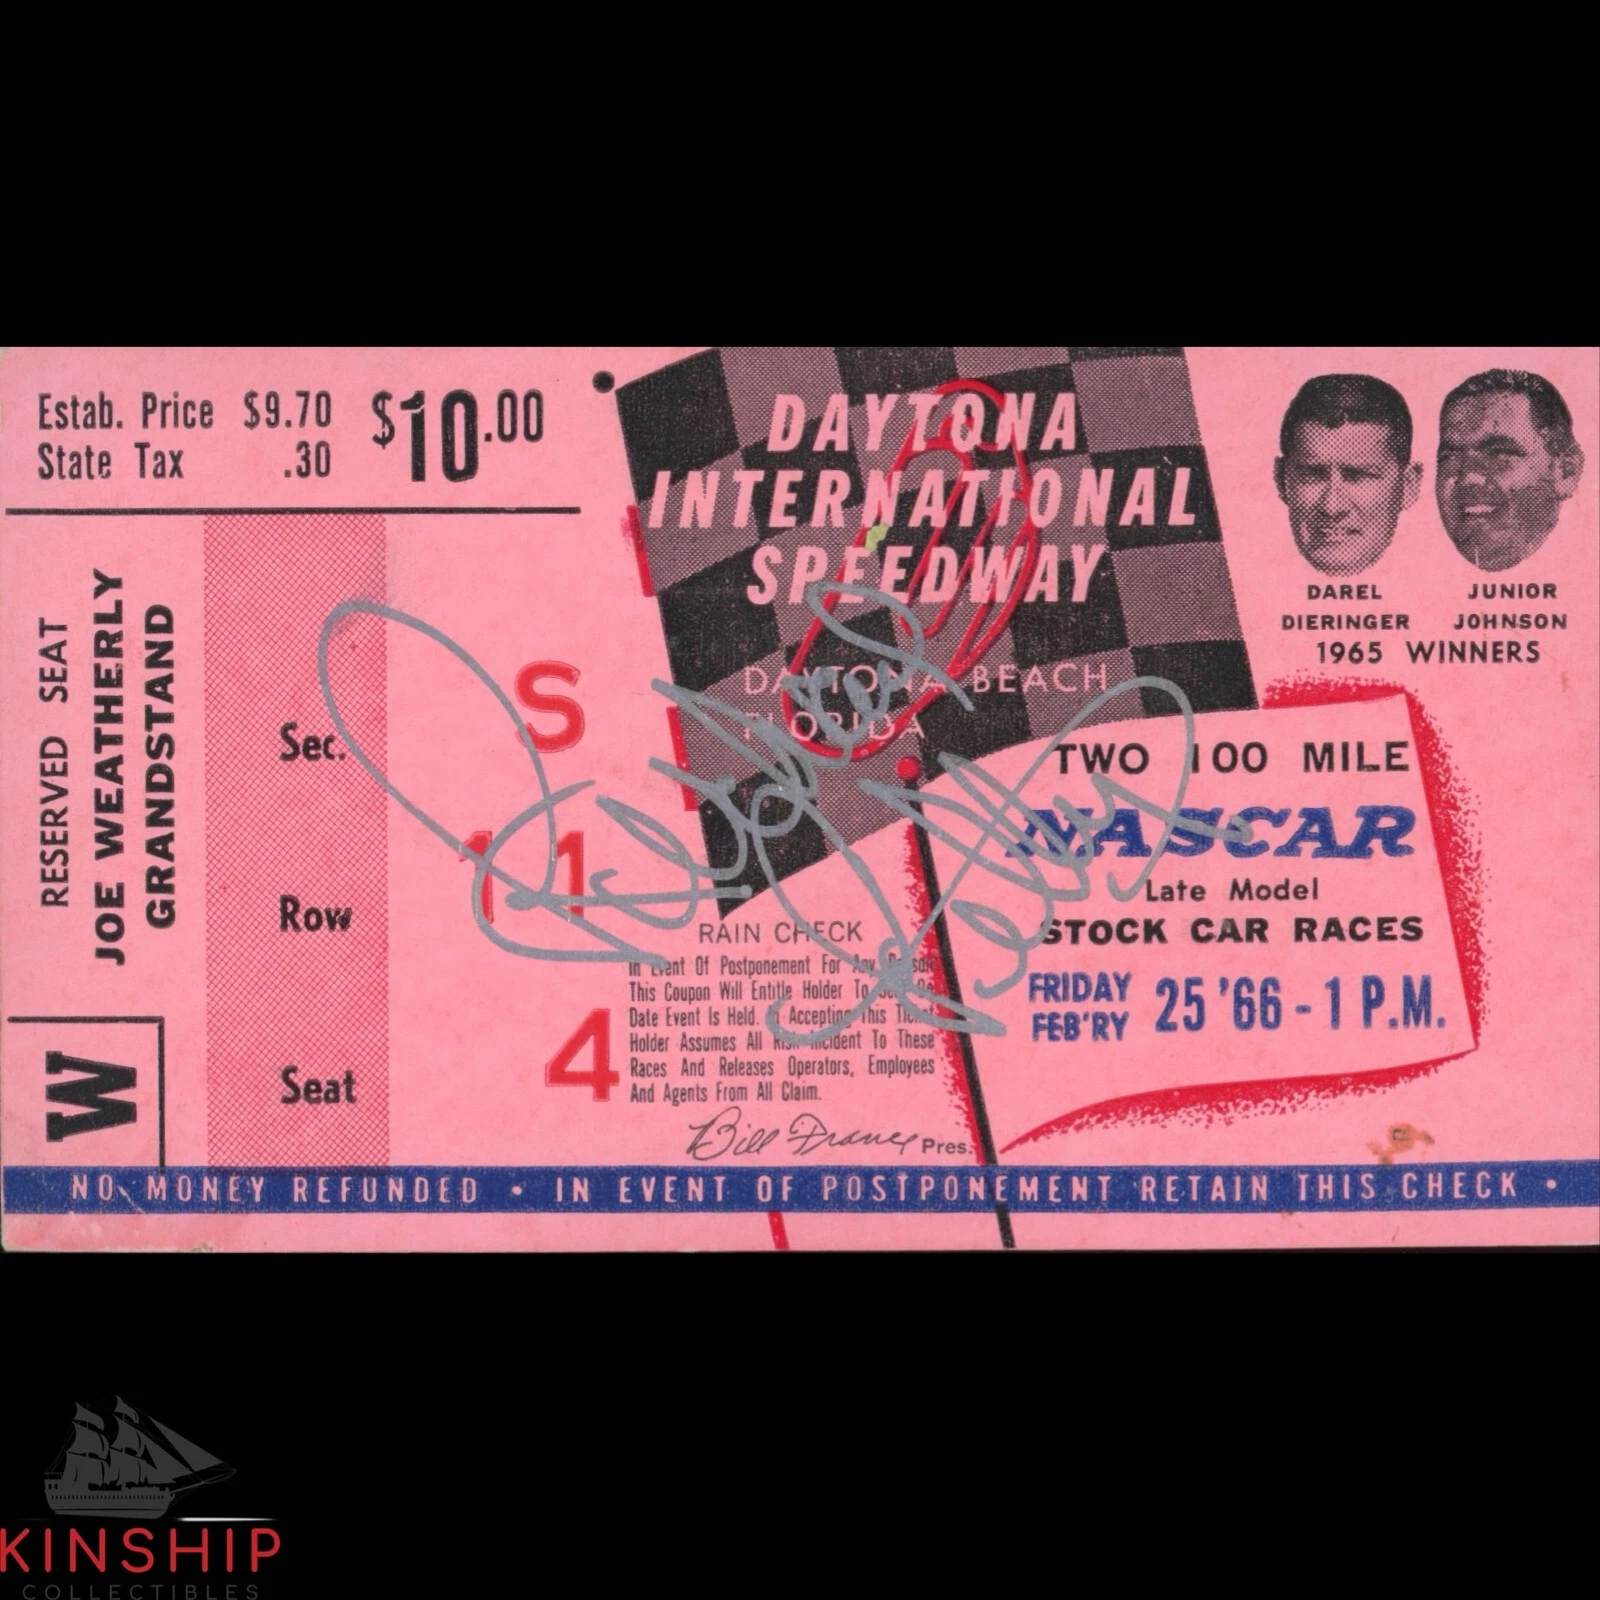 Estab. Price $9.70
State Tax .30
$10.00
RESERVED SEAT
JOE WEATHERLY
GRANDSTAND
W
Sec. S
Row 11
Seat 4
DAYTONA
INTERNATIONAL
SPEEDWAY
DAYTONA BEACH
FLORIDA
DAREL
DIERINGER
JUNIOR
JOHNSON
1965 WINNERS
TWO 100 MILE
NASCAR
Late Model
STOCK CAR RACES
FRIDAY
FEB'RY
25 '66 - 1 P.M.
RAIN CHECK
In Event Of Postponement For Any Reason
This Coupon Will Entitle Holder To
Date Event Is Held. In Accepting This Ticket
Holder Assumes All Risk Incident To These
Races And Releases Operators, Employees
And Agents From All Claim.
Bill France Pres.
NO MONEY REFUNDED • IN EVENT OF POSTPONEMENT RETAIN THIS CHECK •
Richard Petty
KINSHIP
COLLECTIBLES